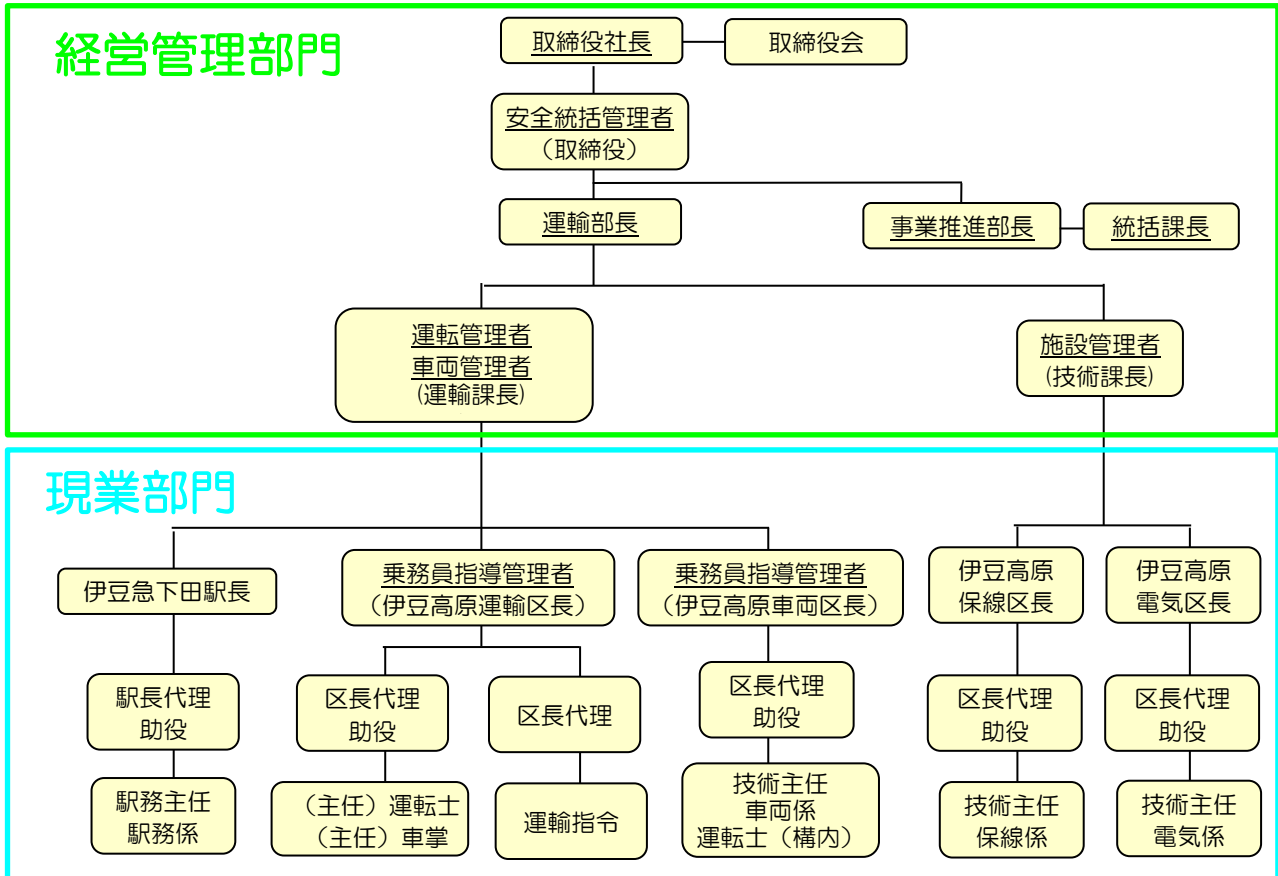 経営管理部門
取締役社長
取締役会
安全統括管理者
（取締役）
運輸部長
事業推進部長
統括課長
運転管理者
車両管理者
(運輸課長)
施設管理者
(技術課長)
現業部門
伊豆急下田駅長
乗務員指導管理者
（伊豆高原運輸区長）
乗務員指導管理者
（伊豆高原車両区長）
伊豆高原
保線区長
伊豆高原
電気区長
駅長代理
助役
区長代理
助役
区長代理
区長代理
助役
区長代理
助役
区長代理
助役
駅務主任
駅務係
（主任）運転士
（主任）車掌
運輸指令
技術主任
車両係
運転士（構内）
技術主任
保線係
技術主任
電気係